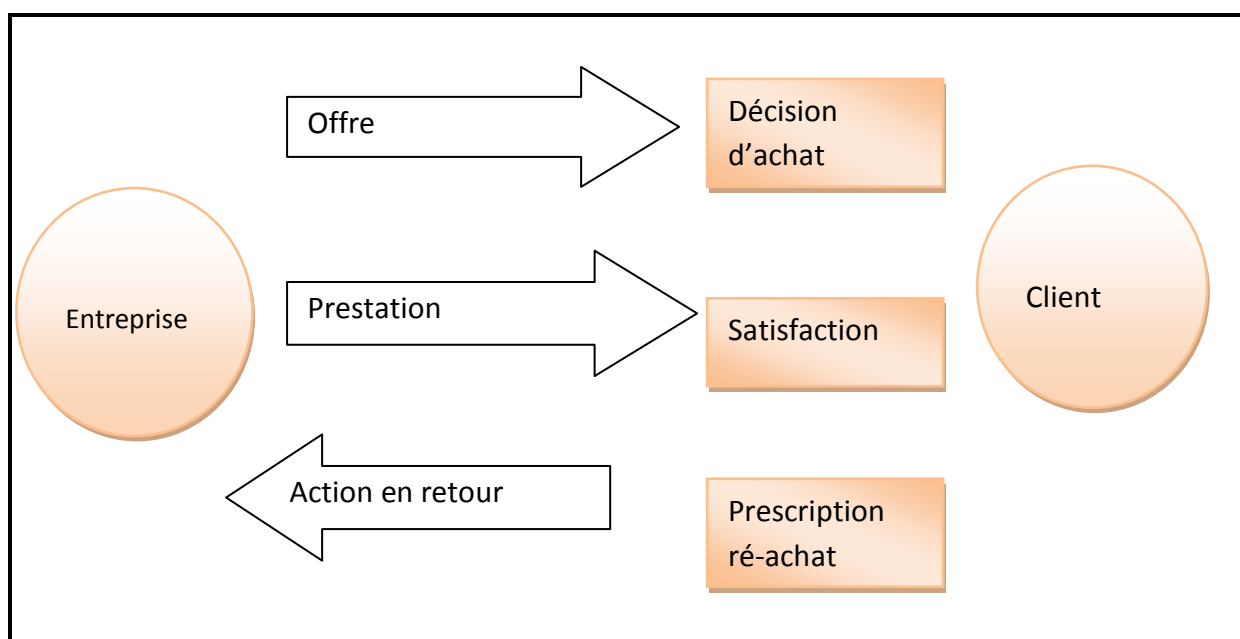 Offre
Décision
d’achat
Entreprise
Prestation
Satisfaction
Client
Action en retour
Prescription
ré-achat